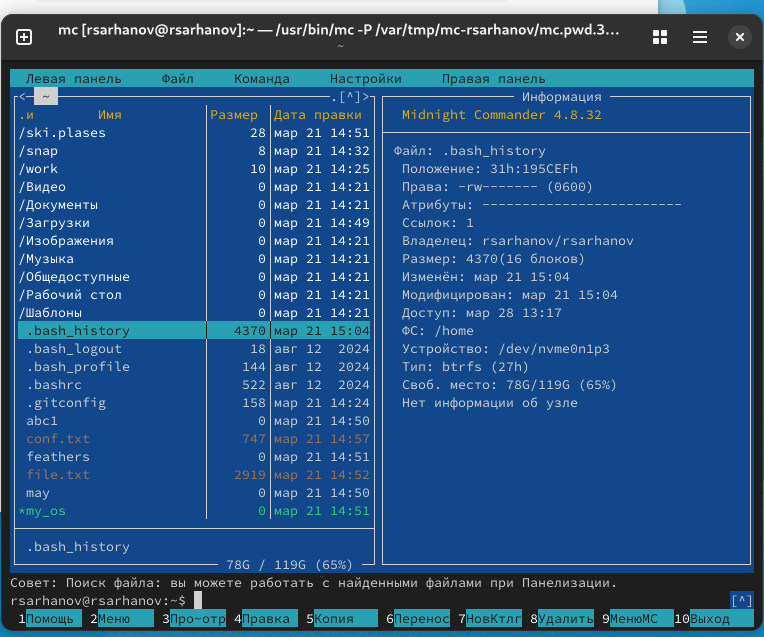 mc [rsarhanov@rsarhanov]:~ — /usr/bin/mc -P /var/tmp/mc-rsarhanov/mc.pwd.3…
~
Левая панель Файл Команда Настройки Правая панель
<─ ~ ─.[^]>
.и Имя Размер Дата правки
/ski.plases 28 мар 21 14:51
/snap 8 мар 21 14:32
/work 10 мар 21 14:25
/Видео 0 мар 21 14:21
/Документы 0 мар 21 14:21
/Загрузки 0 мар 21 14:49
/Изображения 0 мар 21 14:21
/Музыка 0 мар 21 14:21
/Общедоступные 0 мар 21 14:21
/Рабочий стол 0 мар 21 14:21
/Шаблоны 0 мар 21 14:21
.bash_history 4370 мар 21 15:04
.bash_logout 18 авг 12 2024
.bash_profile 144 авг 12 2024
.bashrc 522 авг 12 2024
.gitconfig 158 мар 21 14:24
abc1 0 мар 21 14:50
conf.txt 747 мар 21 14:57
feathers 0 мар 21 14:51
file.txt 2919 мар 21 14:52
may 0 мар 21 14:50
*my_os 0 мар 21 14:51
.bash_history
78G / 119G (65%)
Информация
Midnight Commander 4.8.32
Файл: .bash_history
Положение: 31h:195CEFh
Права: -rw------- (0600)
Атрибуты: -------------------------
Ссылок: 1
Владелец: rsarhanov/rsarhanov
Размер: 4370(16 блоков)
Изменён: мар 21 15:04
Модифицирован: мар 21 15:04
Доступ: мар 28 13:17
ФС: /home
Устройство: /dev/nvme0n1p3
Тип: btrfs (27h)
Своб. место: 78G/119G (65%)
Нет информации об узле
Совет: Поиск файла: вы можете работать с найденными файлами при Панелизации.
rsarhanov@rsarhanov:~$ [^]
1Помощь 2Меню 3Про~отр 4Правка 5Копия 6Перенос 7НовКтлг 8Удалить 9МенюMC 10Выход